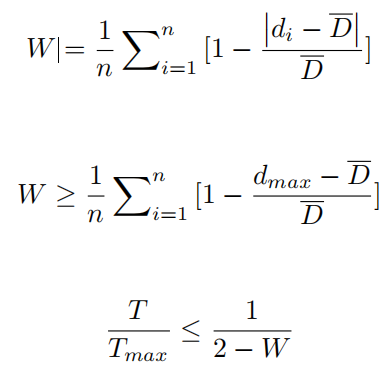 W|= \frac{1}{n} \sum_{i=1}^{n} [1 - \frac{|d_i - \overline{D}|}{\overline{D}}]
W \geq \frac{1}{n} \sum_{i=1}^{n} [1 - \frac{d_{max} - \overline{D}}{\overline{D}}]
\frac{T}{T_{max}} \leq \frac{1}{2 - W}